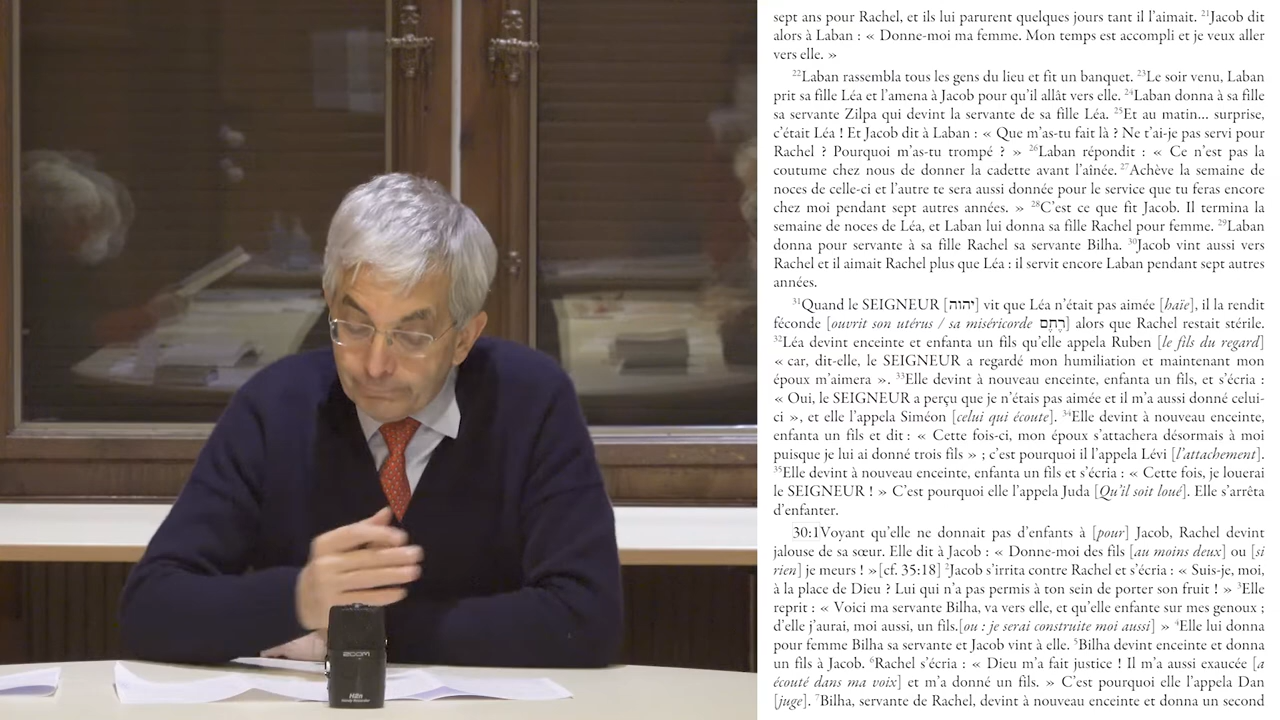 sept ans pour Rachel, et ils lui parurent quelques jours tant il l'aimait. 21Jacob dit
alors à Laban : « Donne-moi ma femme. Mon temps est accompli et je veux aller
vers elle. »
22Laban rassembla tous les gens du lieu et fit un banquet. 23Le soir venu, Laban
prit sa fille Léa et l'amena à Jacob pour qu'il allât vers elle. 24Laban donna à sa fille
sa servante Zilpa qui devint la servante de sa fille Léa. 25Et au matin... surprise,
c'était Léa ! Et Jacob dit à Laban : « Que m'as-tu fait là ? Ne t'ai-je pas servi pour
Rachel ? Pourquoi m'as-tu trompé ? » 26Laban répondit : « Ce n'est pas la
coutume chez nous de donner la cadette avant l'aînée. 27Achève la semaine de
noces de celle-ci et l'autre te sera aussi donnée pour le service que tu feras encore
chez moi pendant sept autres années. » 28C'est ce que fit Jacob. Il termina la
semaine de noces de Léa, et Laban lui donna sa fille Rachel pour femme. 29Laban
donna pour servante à sa fille Rachel sa servante Bilha. 30Jacob vint aussi vers
Rachel et il aimait Rachel plus que Léa : il servit encore Laban pendant sept autres
années.
31Quand le SEIGNEUR [יהוה] vit que Léa n'était pas aimée [haïe], il la rendit
féconde [ouvrit son utérus / sa miséricorde רֶחֶם] alors que Rachel restait stérile.
32Léa devint enceinte et enfanta un fils qu'elle appela Ruben [le fils du regard]
« car, dit-elle, le SEIGNEUR a regardé mon humiliation et maintenant mon
époux m'aimera ». 33Elle devint à nouveau enceinte, enfanta un fils, et s'écria :
« Oui, le SEIGNEUR a perçu que je n'étais pas aimée et il m'a aussi donné celui-
ci », et elle l'appela Siméon [celui qui écoute]. 34Elle devint à nouveau enceinte,
enfanta un fils et dit : « Cette fois-ci, mon époux s'attachera désormais à moi
puisque je lui ai donné trois fils » ; c'est pourquoi il l'appela Lévi [l'attachement].
35Elle devint à nouveau enceinte, enfanta un fils et s'écria : « Cette fois, je louerai
le SEIGNEUR ! » C'est pourquoi elle l'appela Juda [Qu'il soit loué]. Elle s'arrêta
d'enfanter.
30:1Voyant qu'elle ne donnait pas d'enfants à [pour] Jacob, Rachel devint
jalouse de sa sœur. Elle dit à Jacob : « Donne-moi des fils [au moins deux] ou [si
rien] je meurs ! »[cf. 35:18] 2Jacob s'irrita contre Rachel et s'écria : « Suis-je, moi,
à la place de Dieu ? Lui qui n'a pas permis à ton sein de porter son fruit ! » 3Elle
reprit : « Voici ma servante Bilha, va vers elle, et qu'elle enfante sur mes genoux ;
d'elle j'aurai, moi aussi, un fils.[ou : je serai construite moi aussi] » 4Elle lui donna
pour femme Bilha sa servante et Jacob vint à elle. 5Bilha devint enceinte et donna
un fils à Jacob. 6Rachel s'écria : « Dieu m'a fait justice ! Il m'a aussi exaucée [a
écouté dans ma voix] et m'a donné un fils. » C'est pourquoi elle l'appela Dan
[juge]. 7Bilha, servante de Rachel, devint à nouveau enceinte et donna un second
zoom
H2n